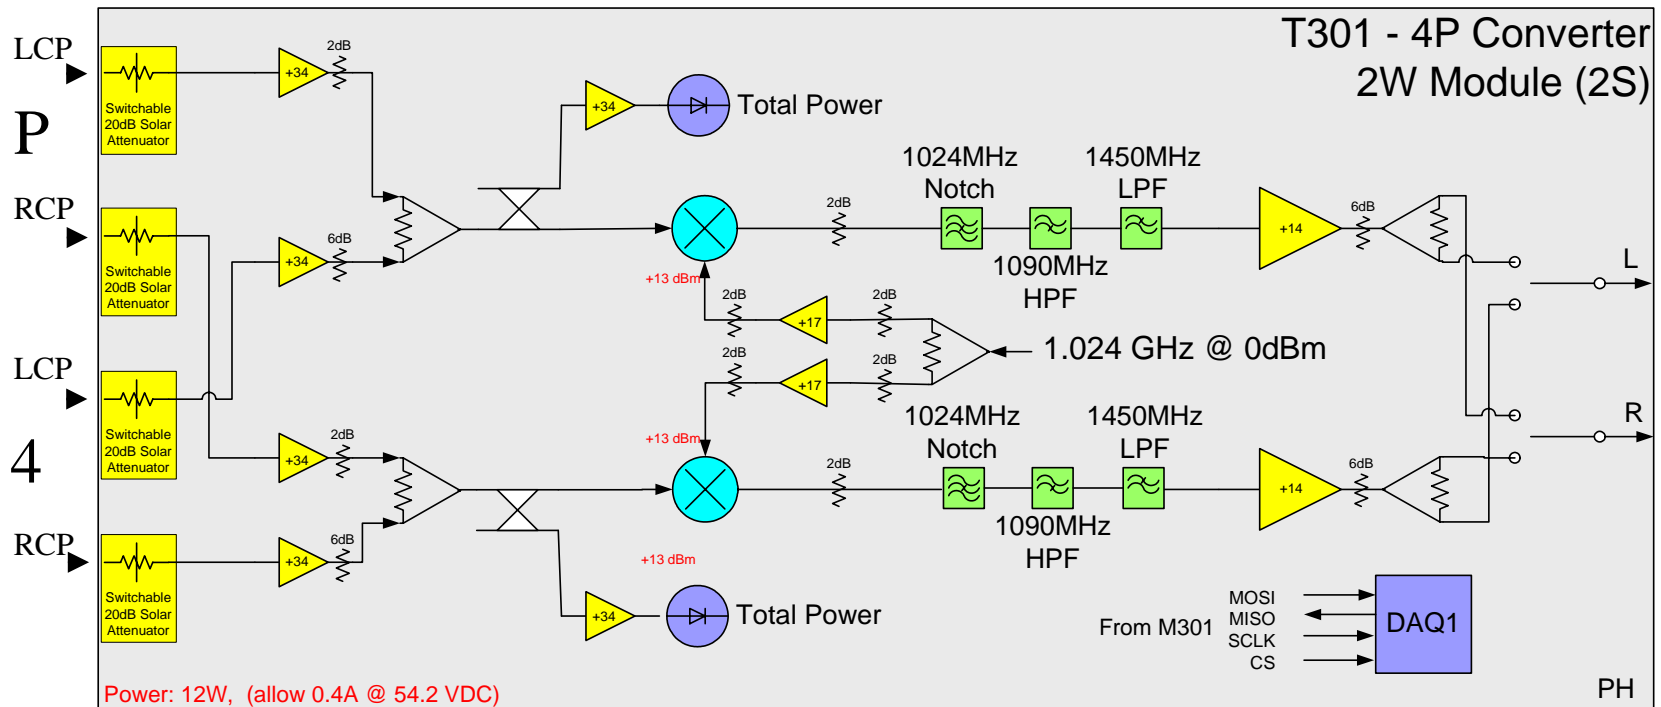 T301 - 4P Converter
2W Module (2S)
LCP
P
RCP
LCP
4
RCP
Switchable
20dB Solar
Attenuator
Switchable
20dB Solar
Attenuator
Switchable
20dB Solar
Attenuator
Switchable
20dB Solar
Attenuator
+34
2dB
+34
6dB
+34
2dB
+34
6dB
+34
Total Power
+13 dBm
2dB
1024MHz
Notch
1090MHz
HPF
1450MHz
LPF
+14
6dB
2dB
+17
2dB
2dB
+17
2dB
1.024 GHz @ 0dBm
L
R
+13 dBm
2dB
1024MHz
Notch
1090MHz
HPF
1450MHz
LPF
+14
6dB
+13 dBm
+34
Total Power
From M301
MOSI
MISO
SCLK
CS
DAQ1
Power: 12W,  (allow 0.4A @ 54.2 VDC)
PH